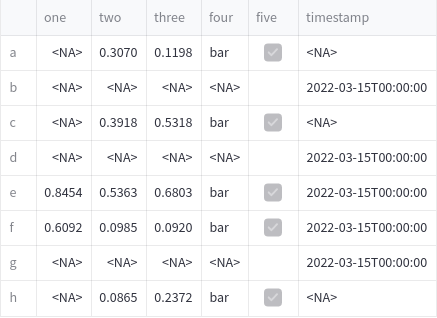 one two three four five timestamp
a <NA> 0.3070 0.1198 bar <NA>
b <NA> <NA> <NA> <NA> 2022-03-15T00:00:00
c <NA> 0.3918 0.5318 bar <NA>
d <NA> <NA> <NA> <NA> 2022-03-15T00:00:00
e 0.8454 0.5363 0.6803 bar 2022-03-15T00:00:00
f 0.6092 0.0985 0.0920 bar 2022-03-15T00:00:00
g <NA> <NA> <NA> <NA> 2022-03-15T00:00:00
h <NA> 0.0865 0.2372 bar <NA>